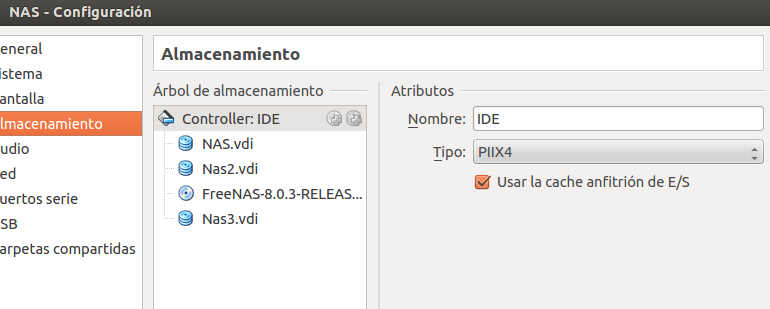 NAS - Configuración
eneral
istema
antalla
lmacenamiento
udio
ed
uertos serie
SB
arpetas compartidas
Almacenamiento
Árbol de almacenamiento
Controller: IDE
NAS.vdi
Nas2.vdi
FreeNAS-8.0.3-RELEAS...
Nas3.vdi
Atributos
Nombre: IDE
Tipo: PIIX4
Usar la cache anfitrión de E/S